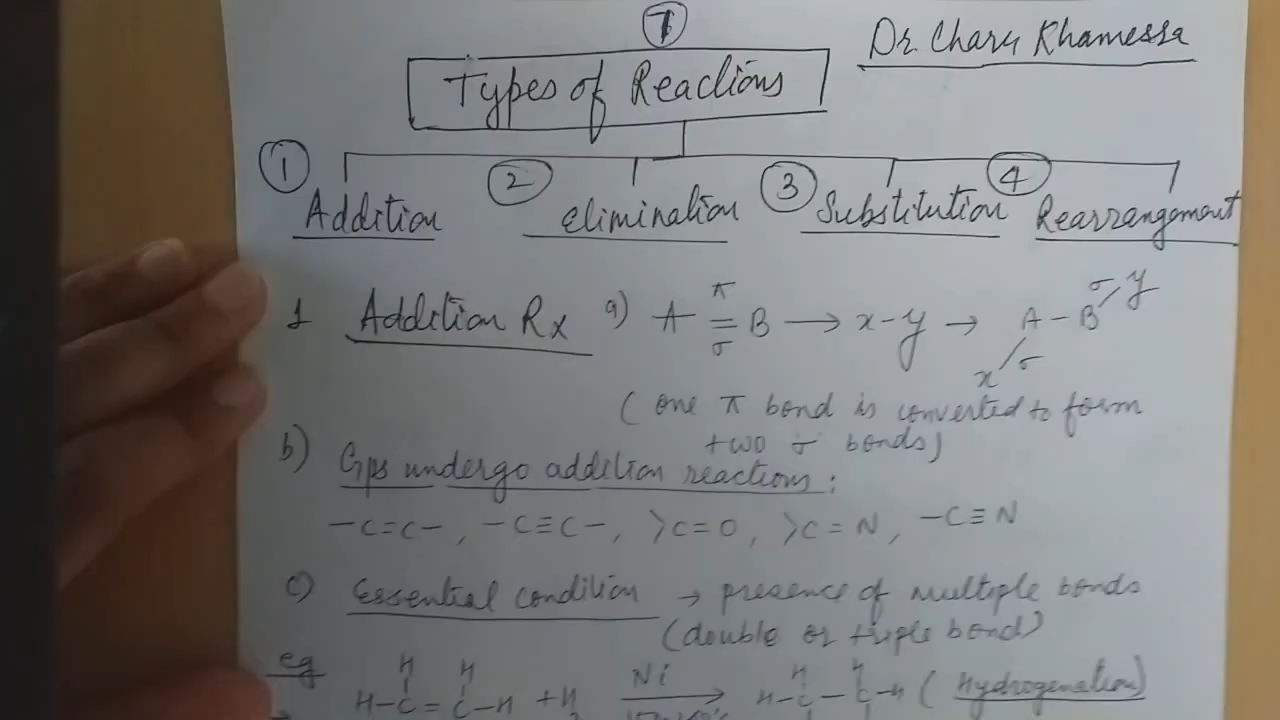 7
Types of Reactions
Dr. Charu Khamessa
① Addition ② elimination ③ Substitution ④ Rearrangement
1 Addition Rx a) A = B → x-y → A - B
π σ σ y
x σ
(one π bond is converted to form
two σ bonds)
b) Gps undergo addition reactions:
-C=C-, -C≡C-, >C=O, >C=N, -C≡N
c) Essential condition → presence of multiple bonds
(double or triple bond)
eg H H Ni H H
H-C=C-H + H → H-C-C-H (Hydrogenation)